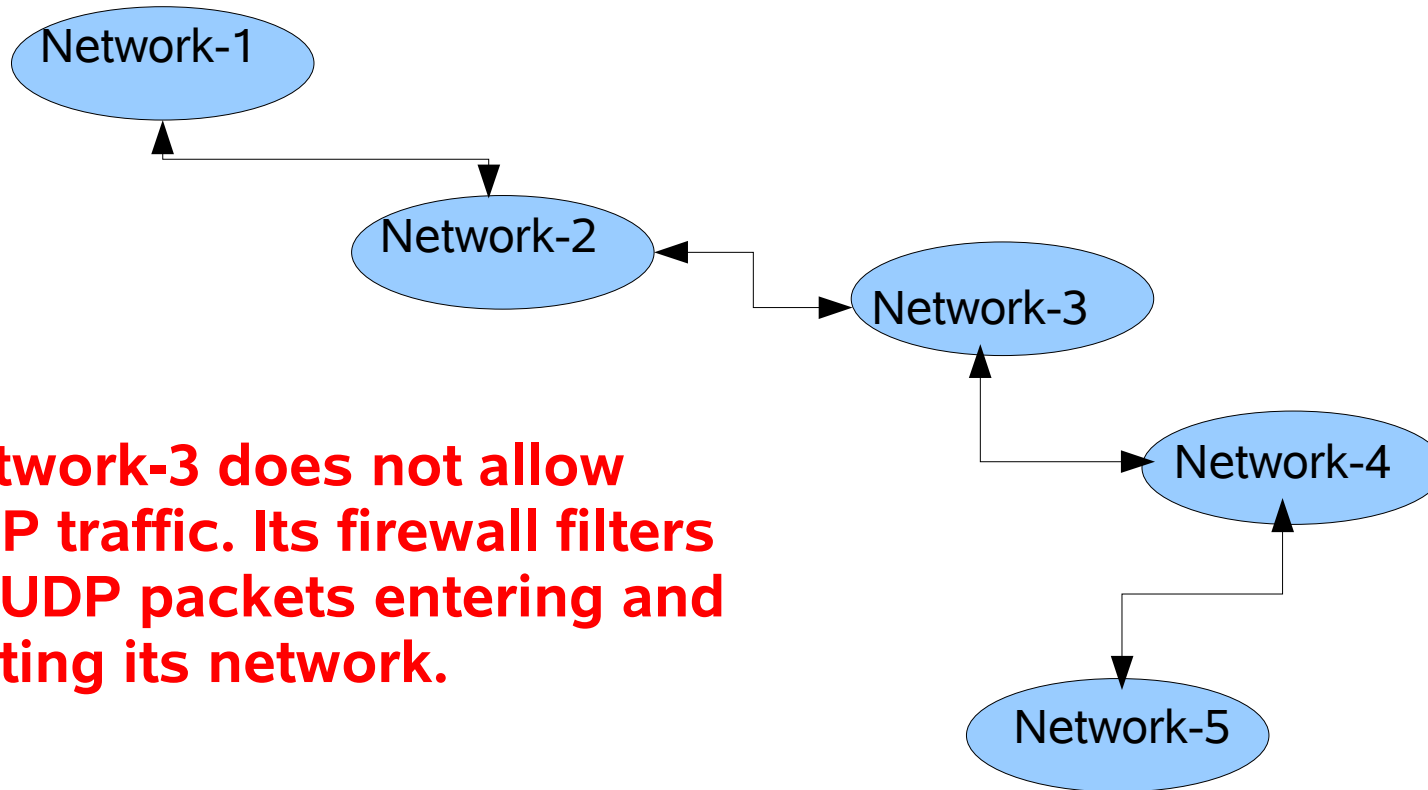 Network-1
Network-2
Network-3
Network-4
twork-3 does not allow
P traffic. Its firewall filters
UDP packets entering and
ting its network.
Network-5